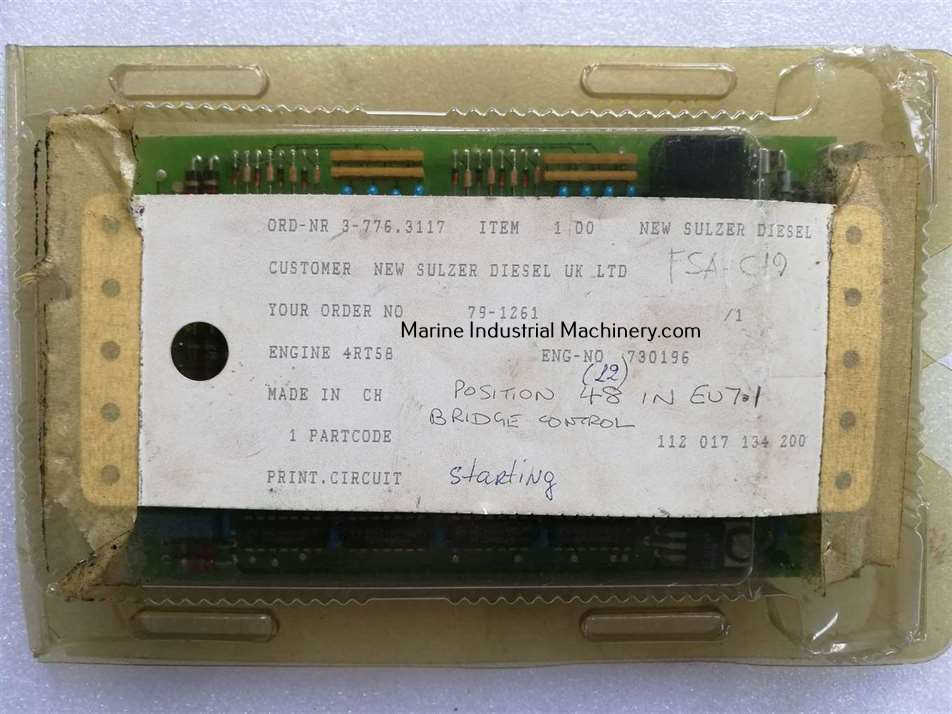 ORD-NR 3-776.3117 ITEM 1 00 NEW SULZER DIESEL
CUSTOMER NEW SULZER DIESEL UK LTD FSA-C19
YOUR ORDER NO 79-1261 /1
Marine Industrial Machinery.com
ENGINE 4RT58 ENG-NO 730196
(12)
MADE IN CH POSITION 48 IN EU7.1
BRIDGE CONTROL
1 PARTCODE 112 017 134 200
PRINT.CIRCUIT starting